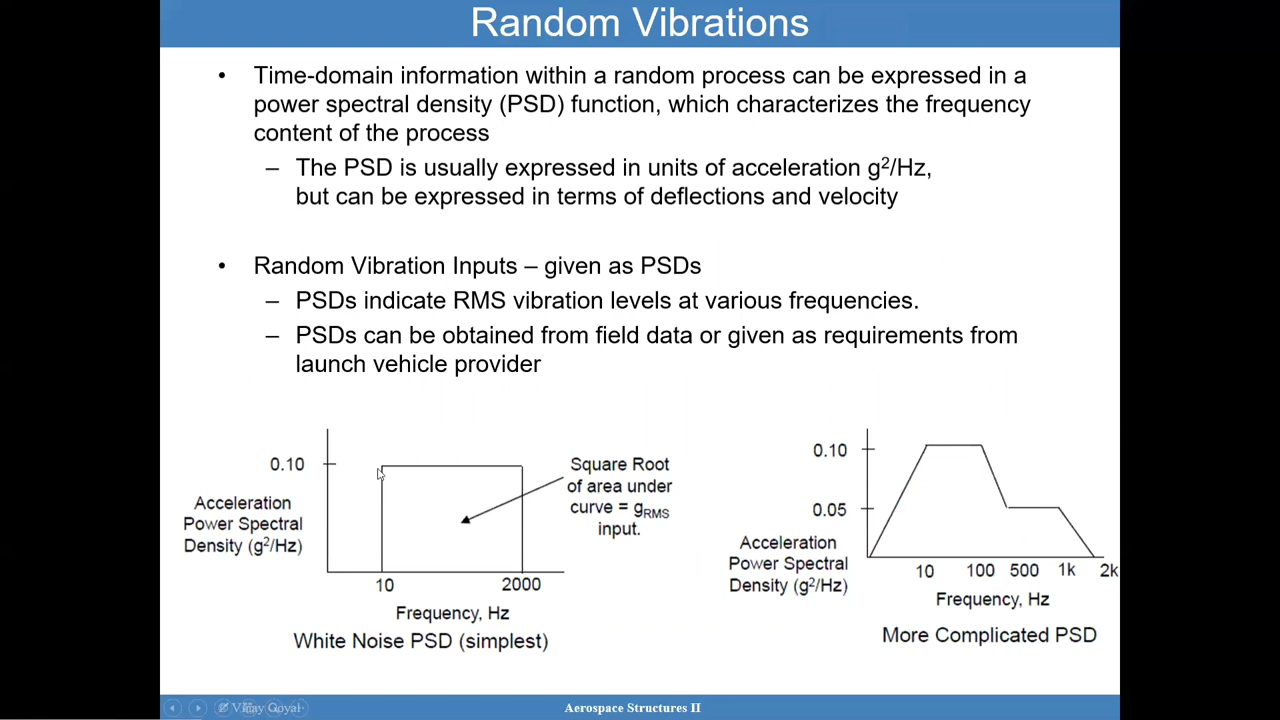 Random Vibrations
• Time-domain information within a random process can be expressed in a
power spectral density (PSD) function, which characterizes the frequency
content of the process
– The PSD is usually expressed in units of acceleration g²/Hz,
but can be expressed in terms of deflections and velocity
• Random Vibration Inputs – given as PSDs
– PSDs indicate RMS vibration levels at various frequencies.
– PSDs can be obtained from field data or given as requirements from
launch vehicle provider
0.10
Acceleration
Power Spectral
Density (g²/Hz)
Square Root
of area under
curve = gRMS
input.
10 2000
Frequency, Hz
White Noise PSD (simplest)
0.10
0.05
Acceleration
Power Spectral
Density (g²/Hz)
10 100 500 1k 2k
Frequency, Hz
More Complicated PSD
Vinay Goyal
Aerospace Structures II